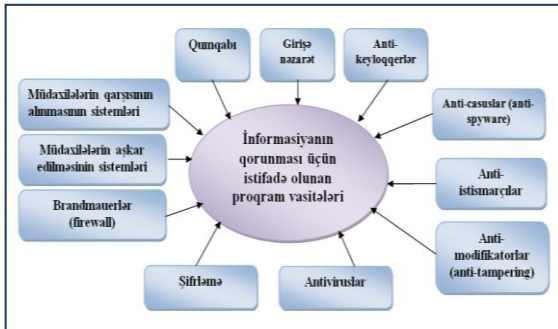 Qumqabı
Girişə
nəzarət
Anti-
keyloqqerlər
Müdaxilələrin qarşısının
alınmasının sistemləri
Anti-casuslar (anti-
spyware)
Müdaxilələrin aşkar
edilməsinin sistemləri
İnformasiyanın
qorunması üçün
istifadə olunan
proqram vasitələri
Anti-
istismarçılar
Brandmauerlər
(firewall)
Anti-
modifikatorlar
(anti-tampering)
Şifrləmə
Antiviruslar